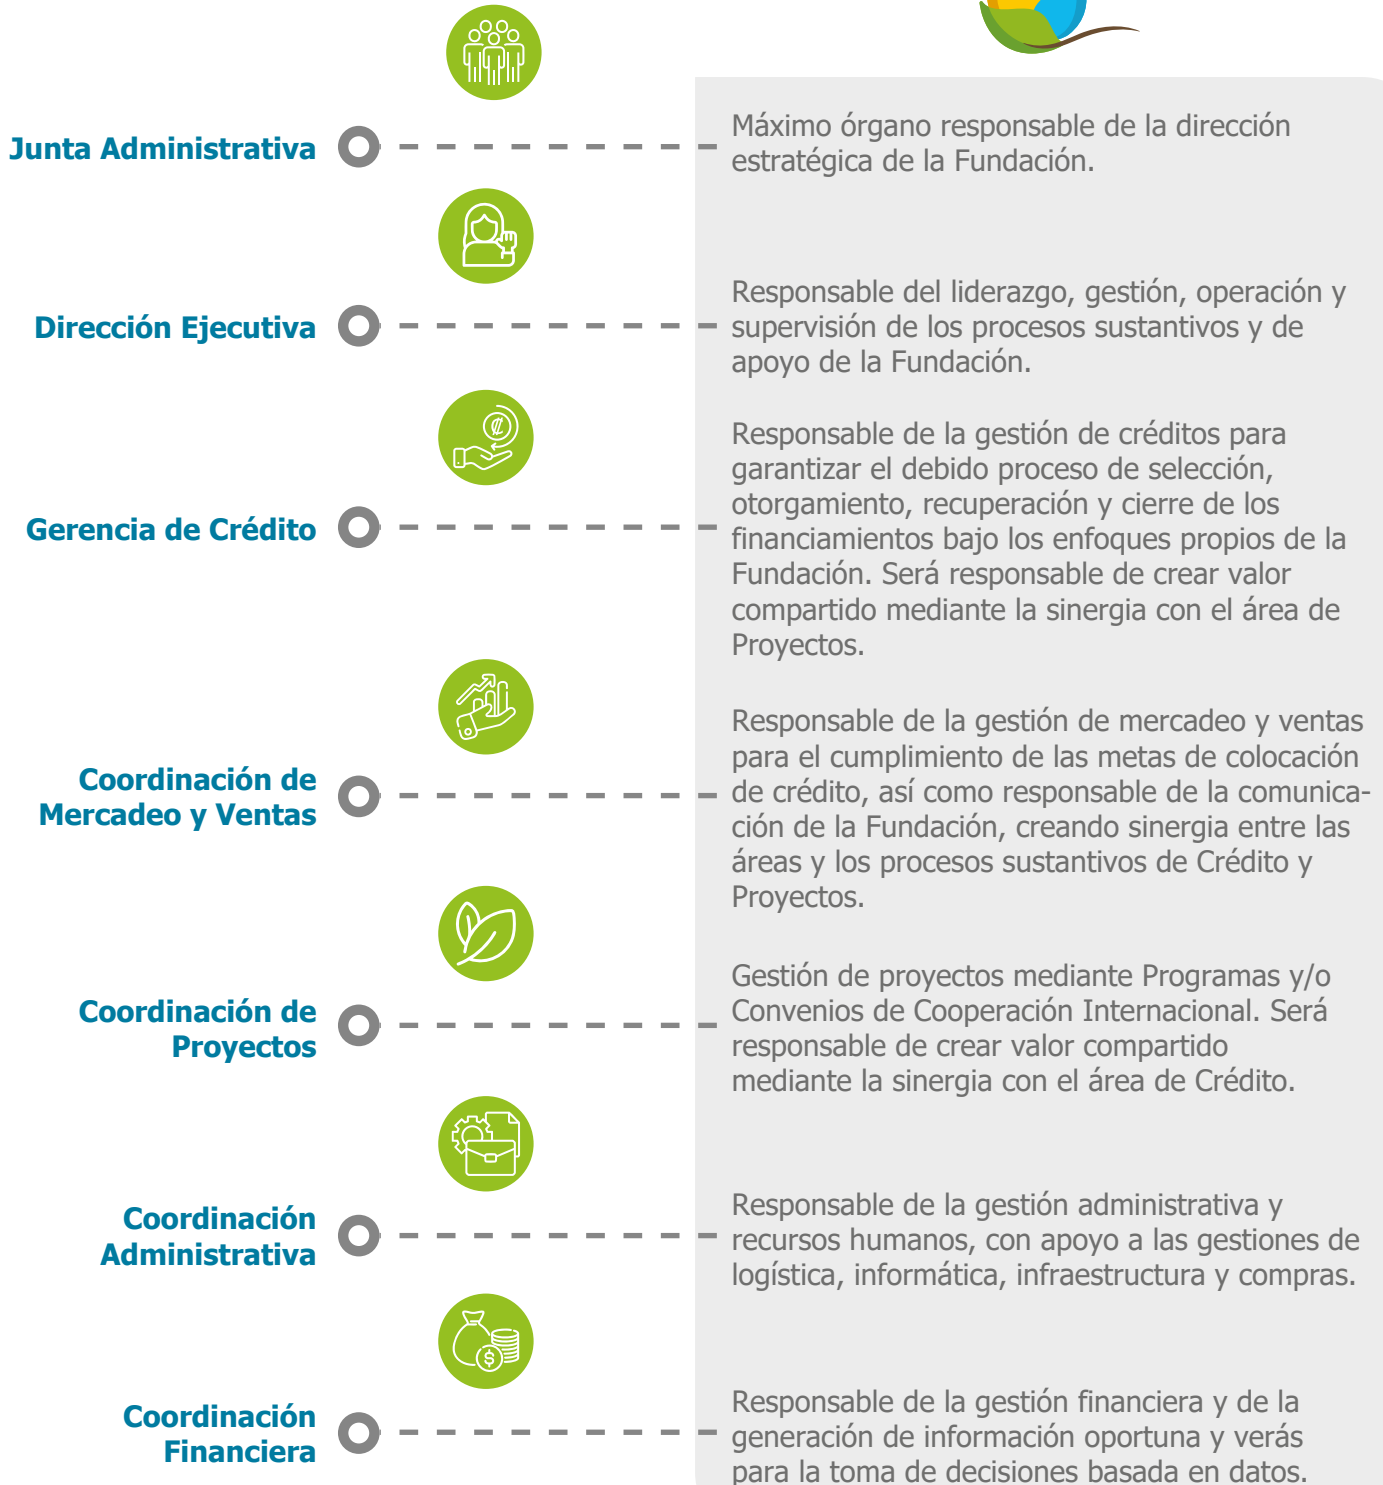 Junta Administrativa
Máximo órgano responsable de la dirección
estratégica de la Fundación.
Dirección Ejecutiva
Responsable del liderazgo, gestión, operación y
supervisión de los procesos sustantivos y de
apoyo de la Fundación.
Gerencia de Crédito
Responsable de la gestión de créditos para
garantizar el debido proceso de selección,
otorgamiento, recuperación y cierre de los
financiamientos bajo los enfoques propios de la
Fundación. Será responsable de crear valor
compartido mediante la sinergia con el área de
Proyectos.
Coordinación de
Mercadeo y Ventas
Responsable de la gestión de mercadeo y ventas
para el cumplimiento de las metas de colocación
de crédito, así como responsable de la comunica-
ción de la Fundación, creando sinergia entre las
áreas y los procesos sustantivos de Crédito y
Proyectos.
Coordinación de
Proyectos
Gestión de proyectos mediante Programas y/o
Convenios de Cooperación Internacional. Será
responsable de crear valor compartido
mediante la sinergia con el área de Crédito.
Coordinación
Administrativa
Responsable de la gestión administrativa y
recursos humanos, con apoyo a las gestiones de
logística, informática, infraestructura y compras.
Coordinación
Financiera
Responsable de la gestión financiera y de la
generación de información oportuna y verás
para la toma de decisiones basada en datos.